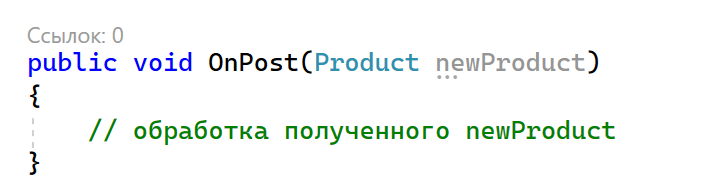 Ссылок: 0
public void OnPost(Product newProduct)
{
// обработка полученного newProduct
}